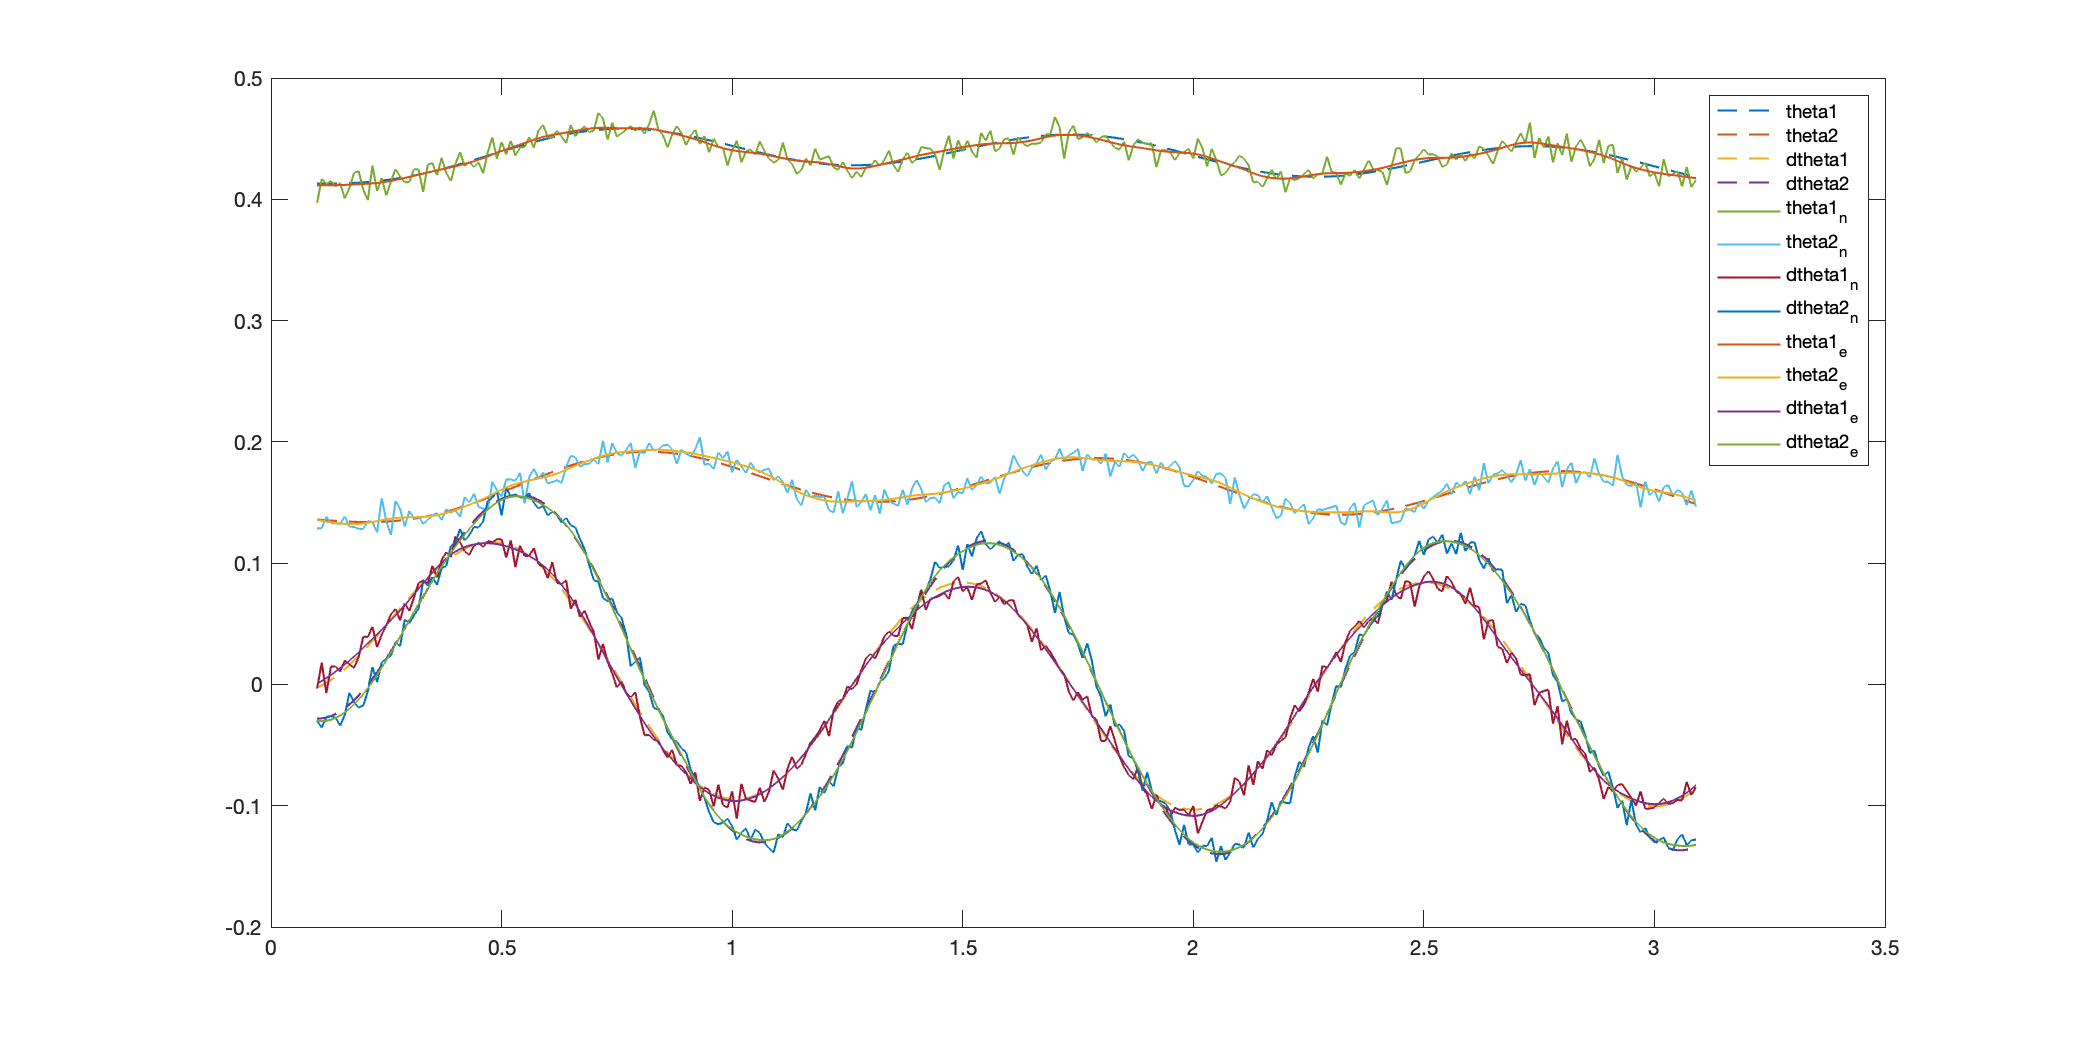 0.5
0.4
0.3
0.2
0.1
0
-0.1
-0.2
0 0.5 1 1.5 2 2.5 3 3.5
theta1
theta2
dtheta1
dtheta2
theta1n
theta2n
dtheta1n
dtheta2n
theta1e
theta2e
dtheta1e
dtheta2e